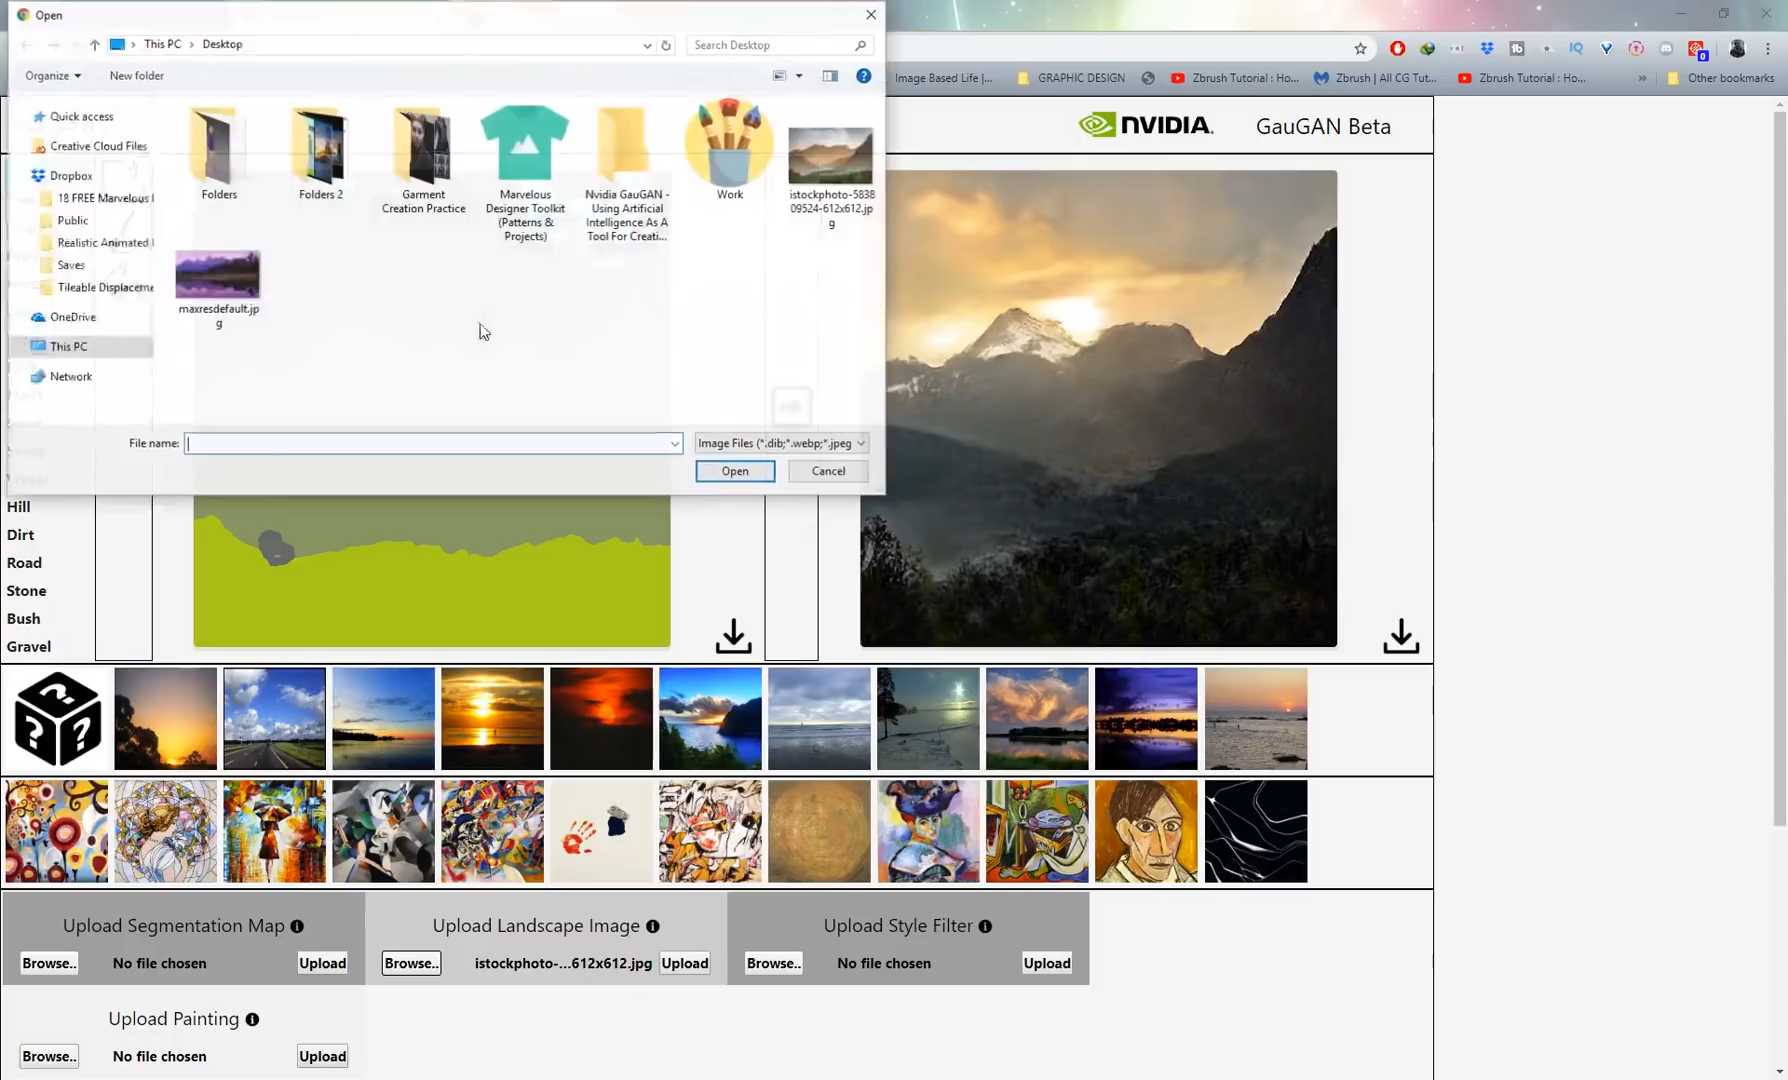 Open
This PC > Desktop
Search Desktop
Organize
New folder
Image Based Life |...
GRAPHIC DESIGN
Zbrush Tutorial : Ho...
Zbrush | All CG Tut...
Zbrush Tutorial : Ho...
»
Other bookmarks
NVIDIA.
GauGAN Beta
Quick access
Creative Cloud Files
Dropbox
18 FREE Marvelous
Public
Realistic Animated
Saves
Tileable Displaceme
OneDrive
This PC
Network
Folders
Folders 2
Garment
Creation Practice
Marvelous
Designer Toolkit
(Patterns &
Projects)
Nvidia GauGAN -
Using Artificial
Intelligence As A
Tool For Creati...
Work
istockphoto-5838
09524-612x612.jp
g
maxresdefault.jp
g
File name:
Image Files (*.dib;*.webp;*.jpeg
Open
Cancel
Hill
Dirt
Road
Stone
Bush
Gravel
Upload Segmentation Map
Browse..
No file chosen
Upload
Upload Landscape Image
Browse..
istockphoto-...612x612.jpg
Upload
Upload Style Filter
Browse..
No file chosen
Upload
Upload Painting
Browse..
No file chosen
Upload